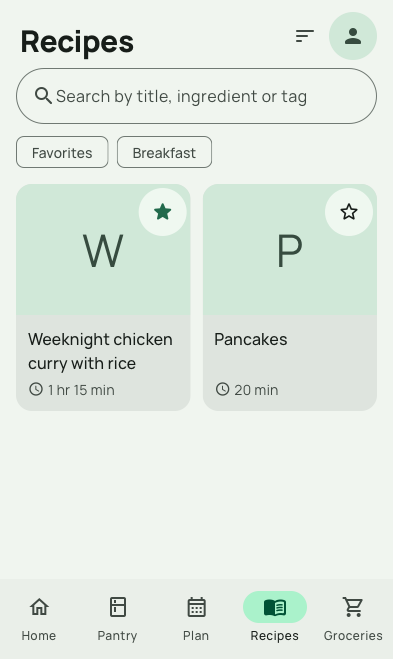 Recipes
Search by title, ingredient or tag
Favorites
Breakfast
W
P
Weeknight chicken
curry with rice
1 hr 15 min
Pancakes
20 min
Home
Pantry
Plan
Recipes
Groceries